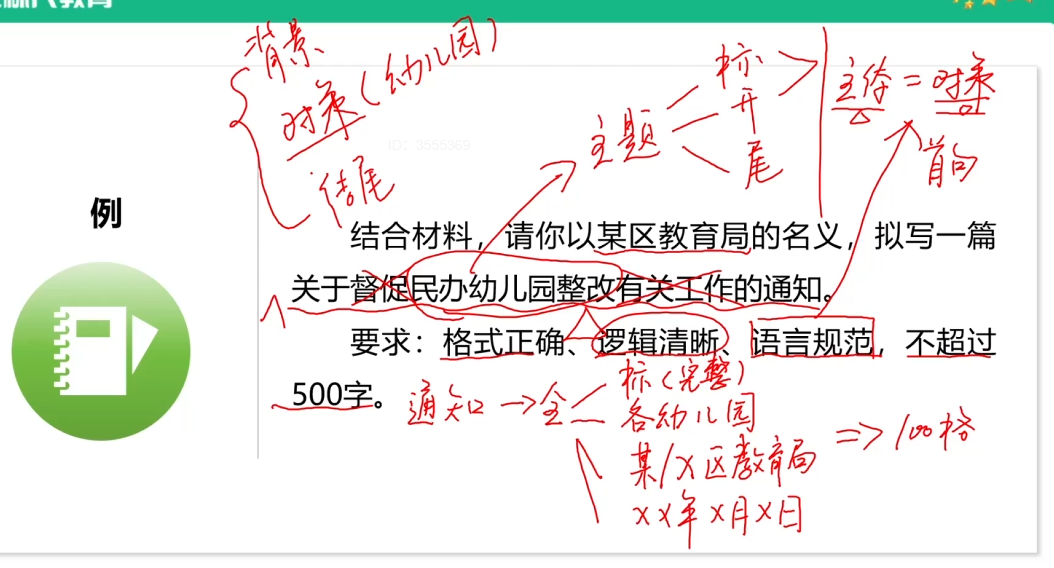 背景
对象(幼儿园)
结尾
主题
标
开
尾
主体=对象
肯向
ID：3555369
例
结合材料，请你以某区教育局的名义，拟写一篇
关于督促民办幼儿园整改有关工作的通知。
要求：格式正确、逻辑清晰、语言规范，不超过
500字。
通知→全
标(完整)
各幼儿园
某/X区教育局
XX年X月X日
=>100格